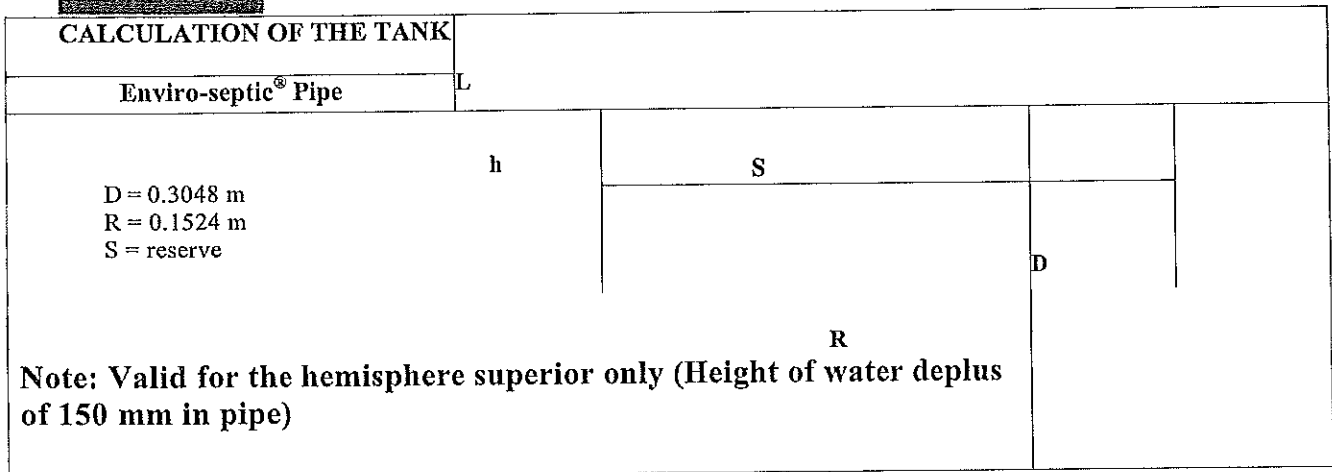 CALCULATION OF THE TANK
Enviro-septic® Pipe
L
h
S
D = 0.3048 m
R = 0.1524 m
S = reserve
D
R
Note: Valid for the hemisphere superior only (Height of water deplus
of 150 mm in pipe)